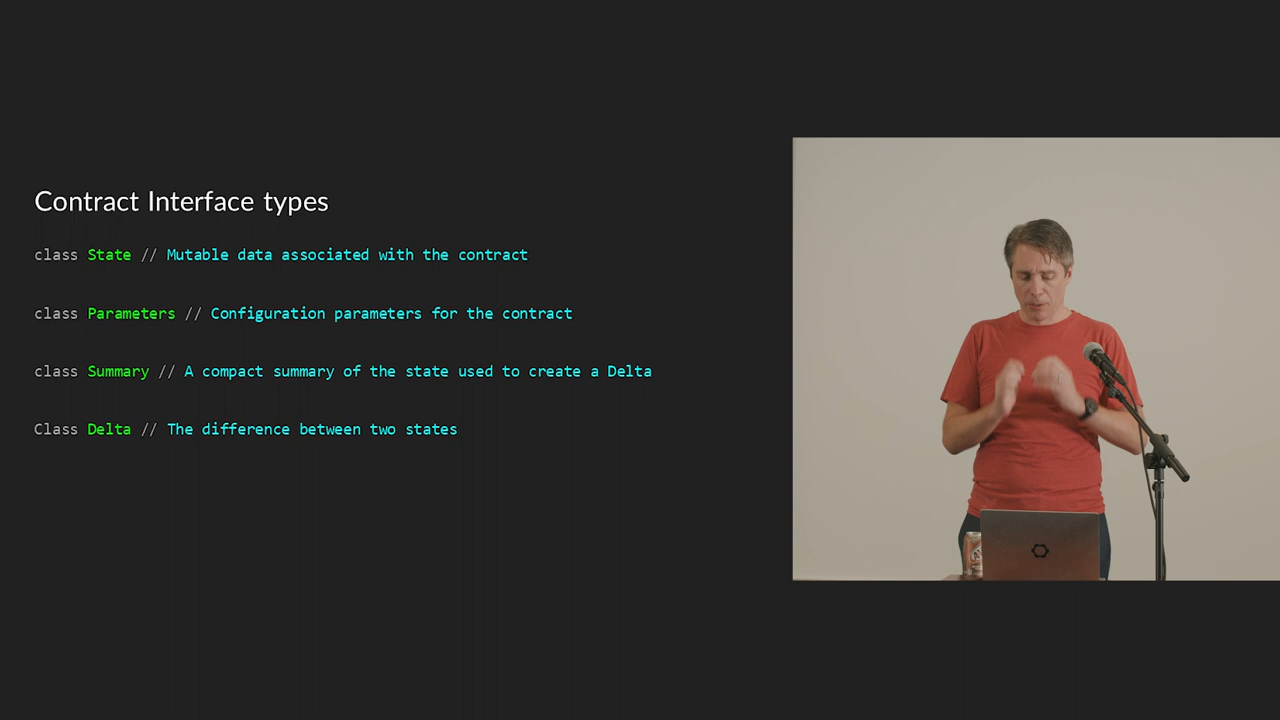 Contract Interface types
class State // Mutable data associated with the contract
class Parameters // Configuration parameters for the contract
class Summary // A compact summary of the state used to create a Delta
Class Delta // The difference between two states